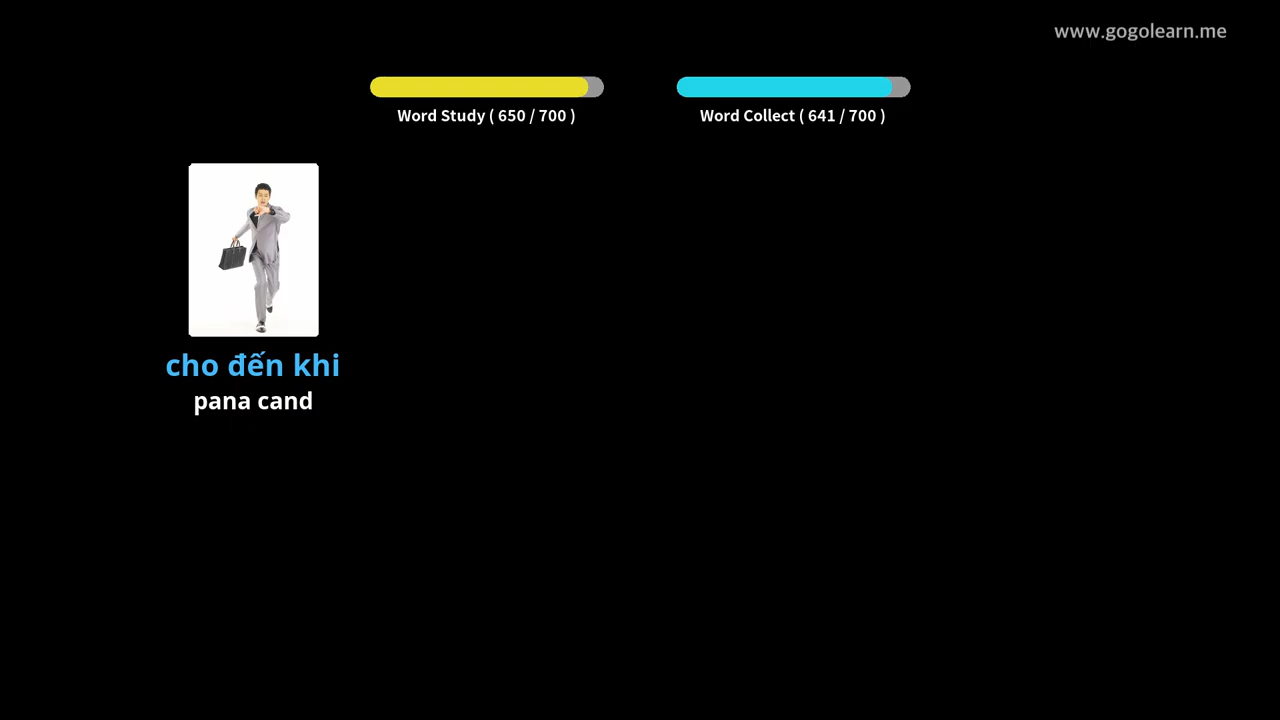 www.gogolearn.me
Word Study ( 650 / 700 )
Word Collect ( 641 / 700 )
cho đến khi
pana cand